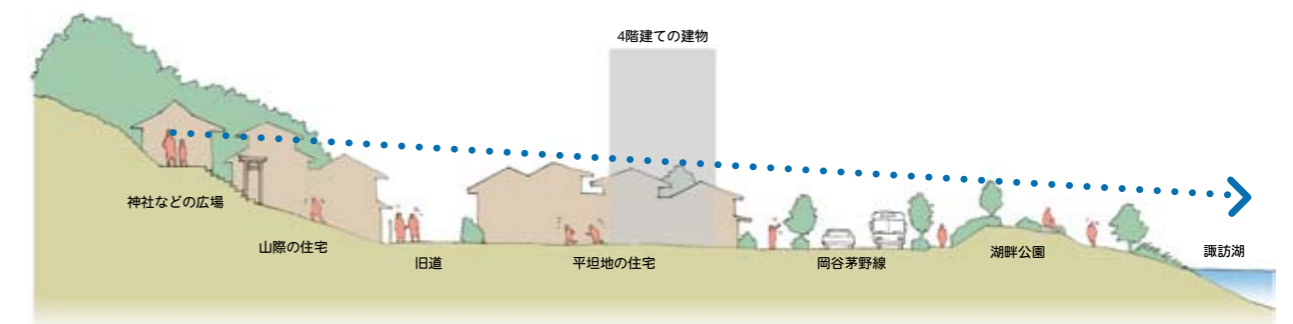 4階建ての建物
神社などの広場
山際の住宅
旧道
平坦地の住宅
岡谷茅野線
湖畔公園
諏訪湖